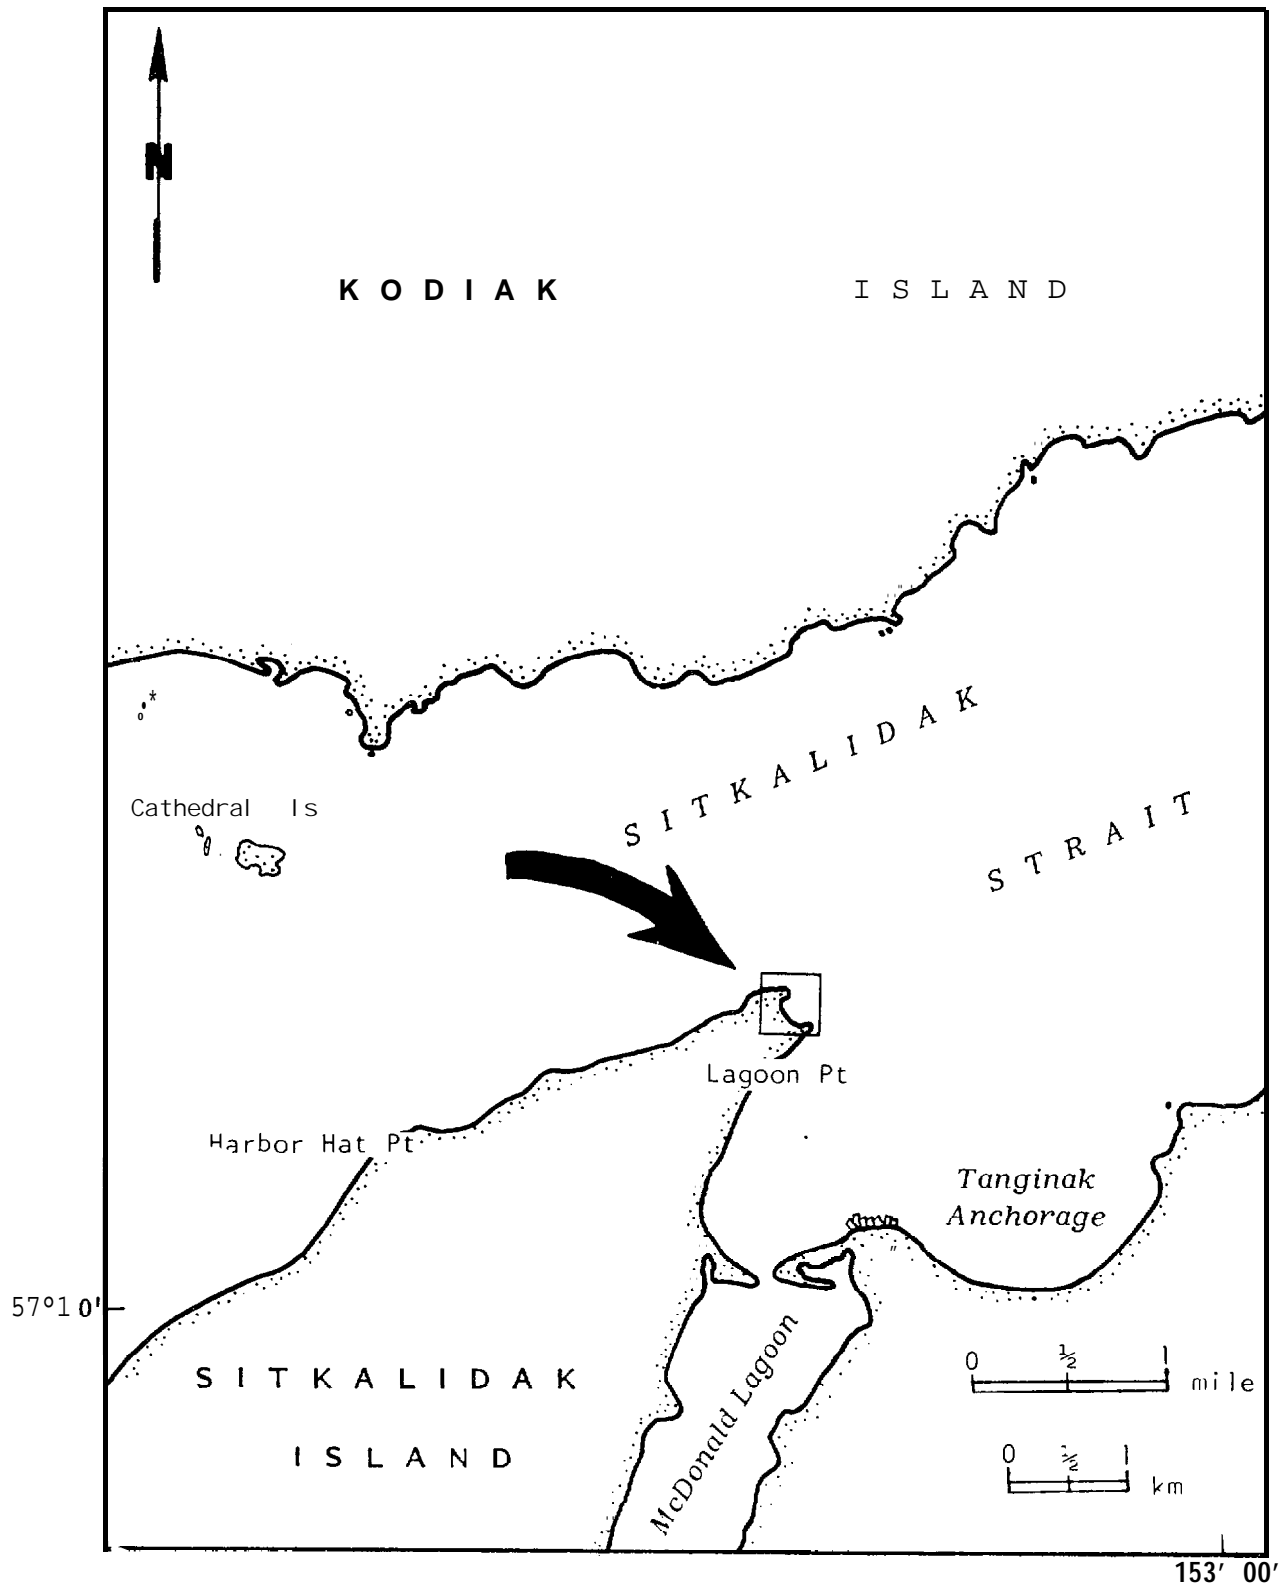 N
KODIAK ISLAND
SITKALIDAK
STRAIT
Cathedral Is
Lagoon Pt
Harbor Hat Pt
Tanginak
Anchorage
57°10'
McDonald Lagoon
SITKALIDAK
ISLAND
0 ½ 1
mile
0 ½ 1
km
153' 00'